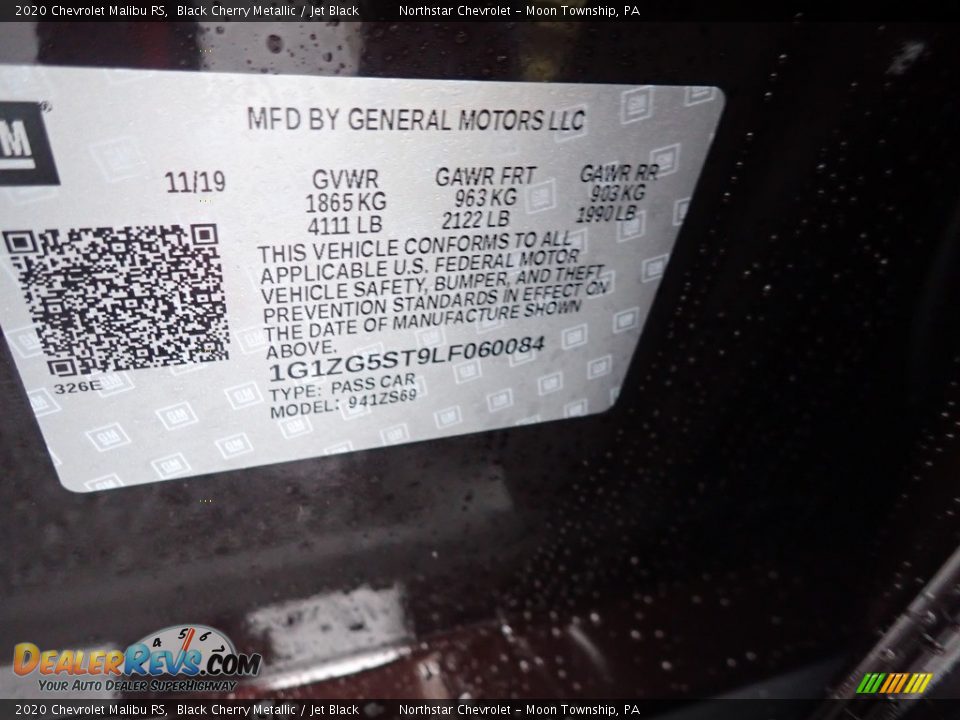 2020 Chevrolet Malibu RS, Black Cherry Metallic / Jet Black Northstar Chevrolet - Moon Township, PA
MFD BY GENERAL MOTORS LLC
11/19 GVWR GAWR FRT GAWR RR
1865 KG 963 KG 903 KG
4111 LB 2122 LB 1990 LB
THIS VEHICLE CONFORMS TO ALL
APPLICABLE U.S. FEDERAL MOTOR
VEHICLE SAFETY, BUMPER, AND THEFT
PREVENTION STANDARDS IN EFFECT ON
THE DATE OF MANUFACTURE SHOWN
ABOVE.
1G1ZG5ST9LF060084
326E
TYPE: PASS CAR
MODEL: 941ZS69
4 5 6
DEALERREVS.COM
YOUR AUTO DEALER SUPERHIGHWAY
2020 Chevrolet Malibu RS, Black Cherry Metallic / Jet Black Northstar Chevrolet - Moon Township, PA